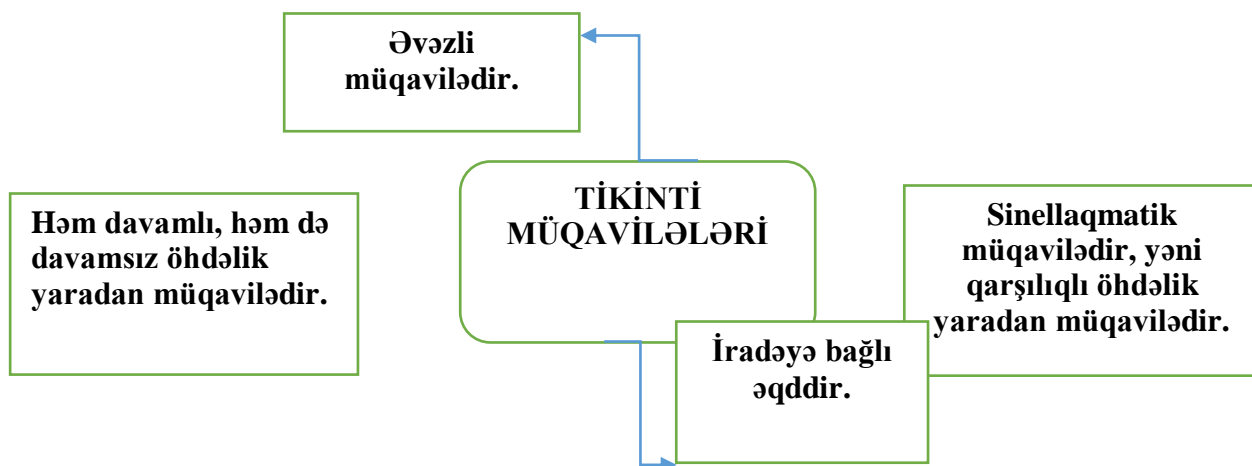 Əvəzli
müqavilədir.
TİKİNTİ
MÜQAVİLƏLƏRİ
Həm davamlı, həm də
davamsız öhdəlik
yaradan müqavilədir.
Sinellaqmatik
müqavilədir, yəni
qarşılıqlı öhdəlik
yaradan müqavilədir.
İradəyə bağlı
əqddir.